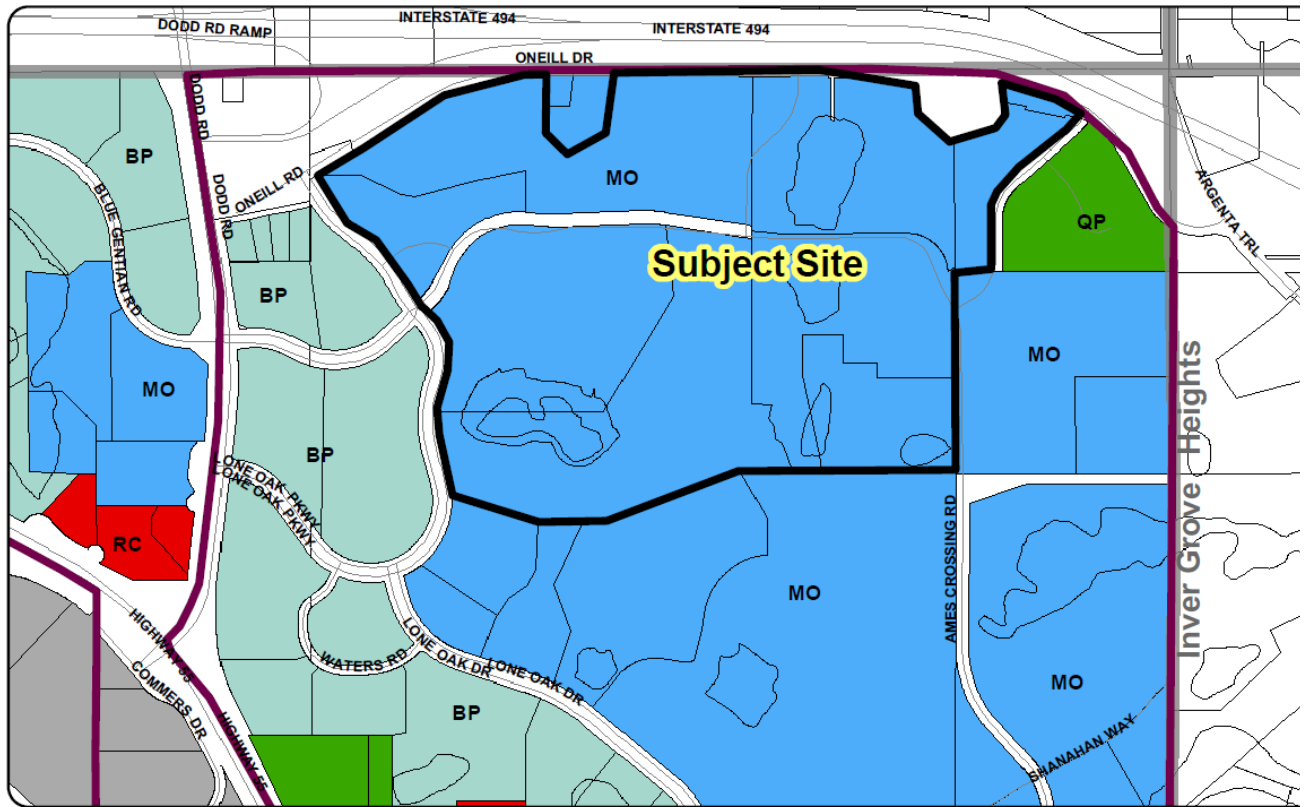 INTERSTATE 494
DODD RD RAMP
INTERSTATE 494
ONEILL DR
DODD RD
BP
MO
ONEILL RD
DODD RD
BLUE GENTIAN RD
ARGENTA TRL
QP
Subject Site
BP
MO
MO
Inver Grove Heights
BP
LONE OAK PKWY
LONE OAK PKWY
RC
AMES CROSSING RD
MO
HIGHWAY 55
COMMERS DR
WATERS RD
LONE OAK DR
LONE OAK DR
MO
BP
HIGHWAY 55
SHANAHAN WAY